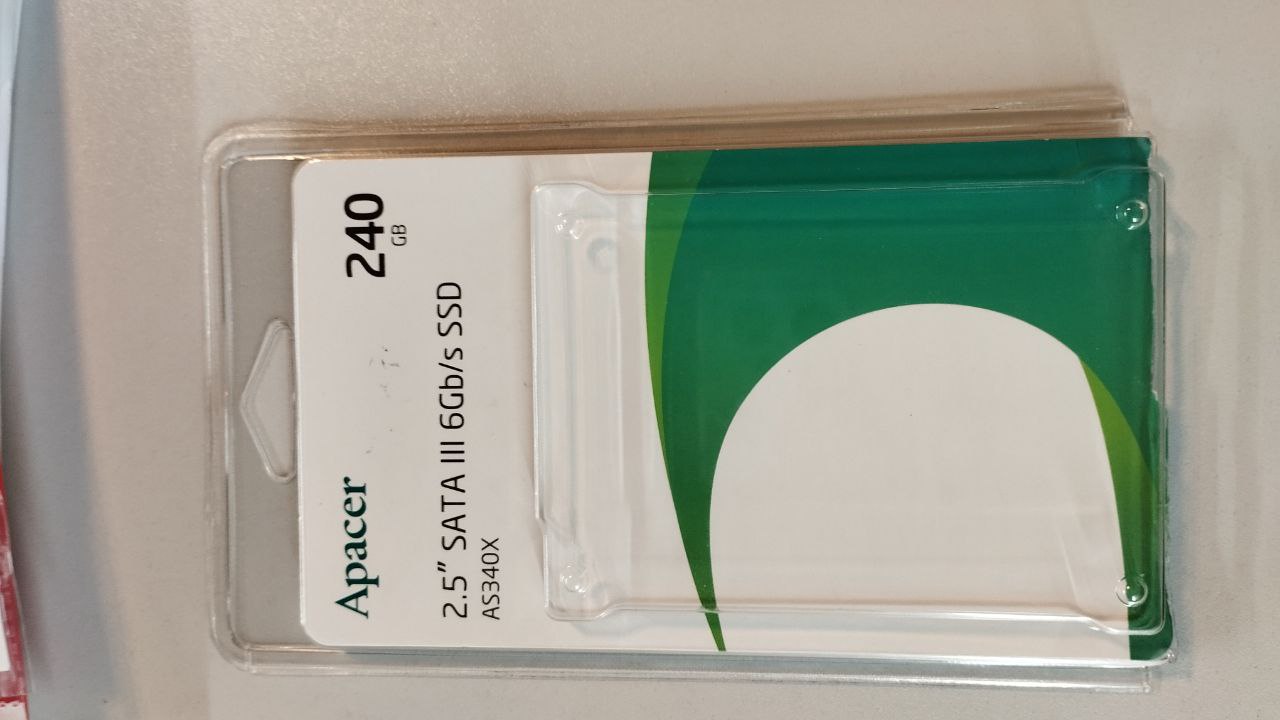 Apacer
240
GB
2.5” SATA III 6Gb/s SSD
AS340X